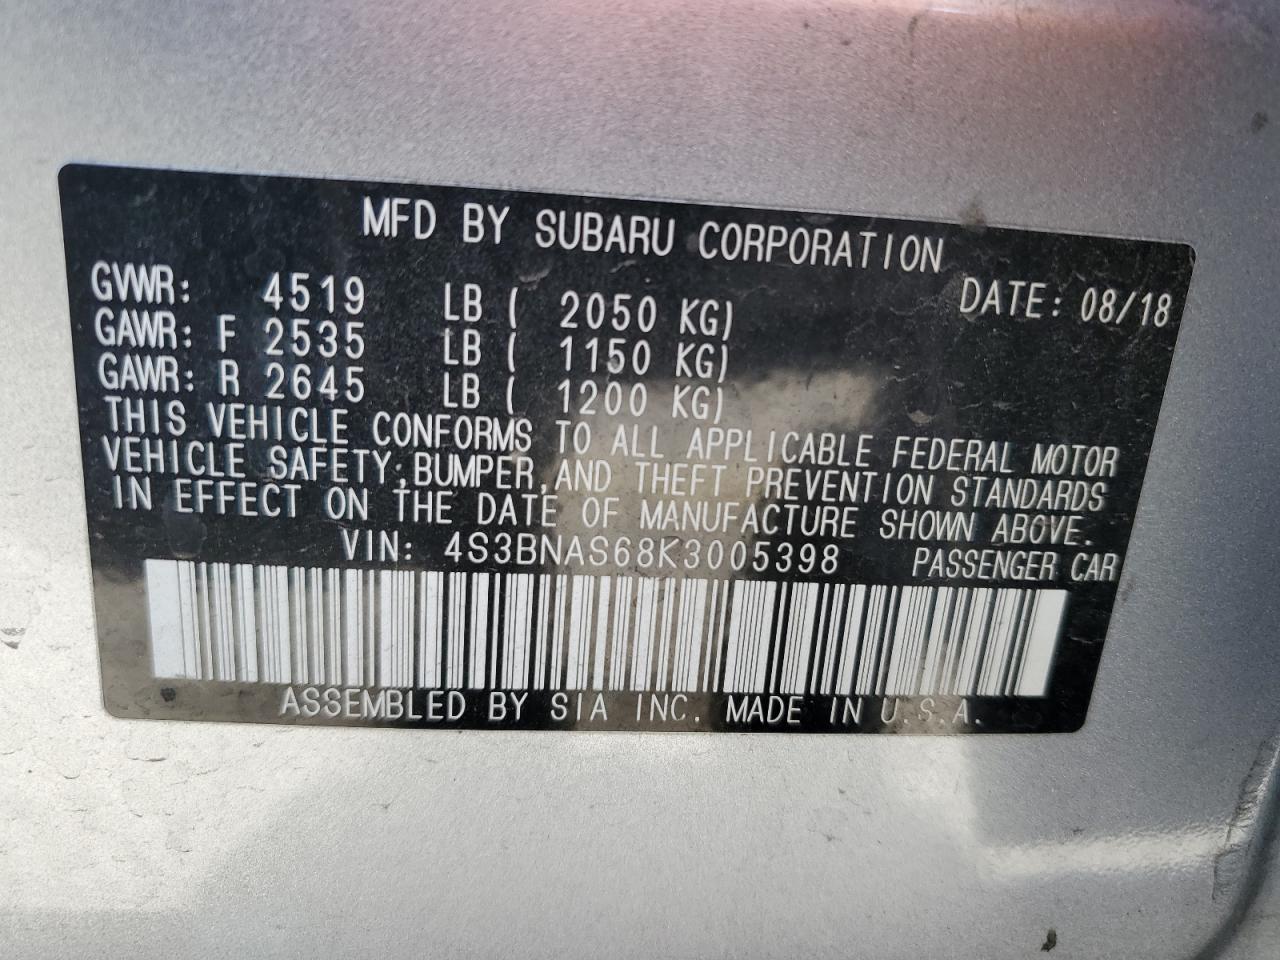 MFD BY SUBARU CORPORATION
GVWR: 4519 LB ( 2050 KG) DATE: 08/18
GAWR: F 2535 LB ( 1150 KG)
GAWR: R 2645 LB ( 1200 KG)
THIS VEHICLE CONFORMS TO ALL APPLICABLE FEDERAL MOTOR
VEHICLE SAFETY, BUMPER, AND THEFT PREVENTION STANDARDS
IN EFFECT ON THE DATE OF MANUFACTURE SHOWN ABOVE.
VIN: 4S3BNAS68K3005398 PASSENGER CAR
ASSEMBLED BY SIA INC. MADE IN U.S.A.